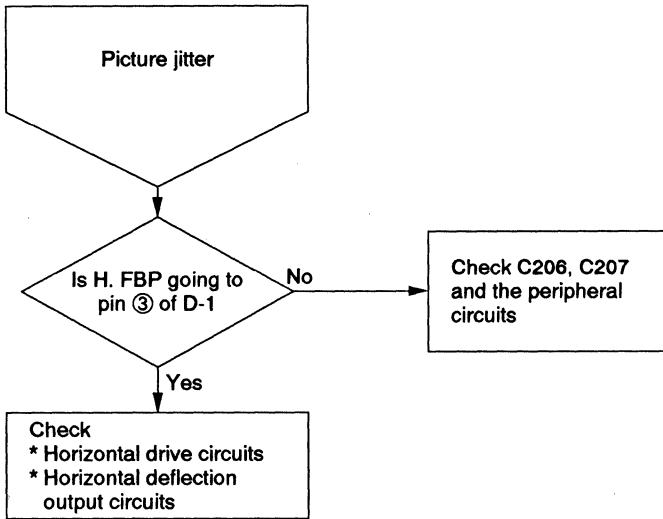 Picture jitter
Is H. FBP going to
pin ③ of D-1
No
Check C206, C207
and the peripheral
circuits
Yes
Check
* Horizontal drive circuits
* Horizontal deflection
output circuits